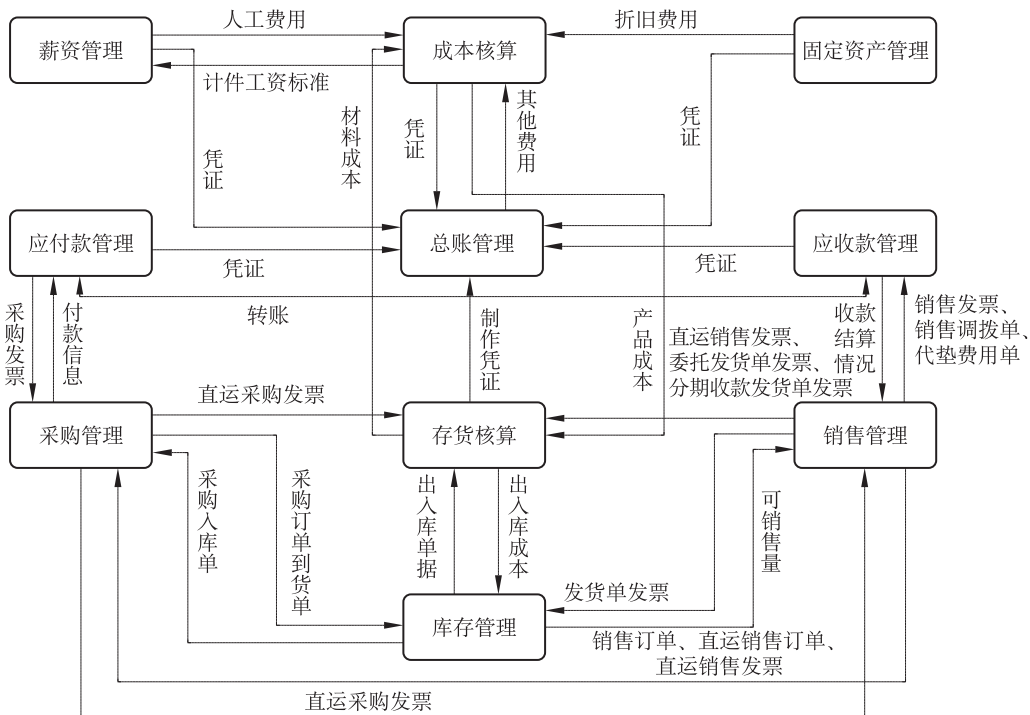 人工费用
折旧费用
薪资管理
成本核算
固定资产管理
计件工资标准
材料成本
凭证
其他费用
凭证
凭证
应付款管理
总账管理
应收款管理
凭证
凭证
采购发票
付款信息
转账
制作凭证
产品成本
直运销售发票、
委托发货单发票、
分期收款发货单发票
收款
结算
情况
销售发票、
销售调拨单、
代垫费用单
直运采购发票
采购管理
存货核算
销售管理
采购入库单
采购订单到货单
出入库单据
出入库成本
可销售量
发货单发票
库存管理
销售订单、直运销售订单、
直运销售发票
直运采购发票